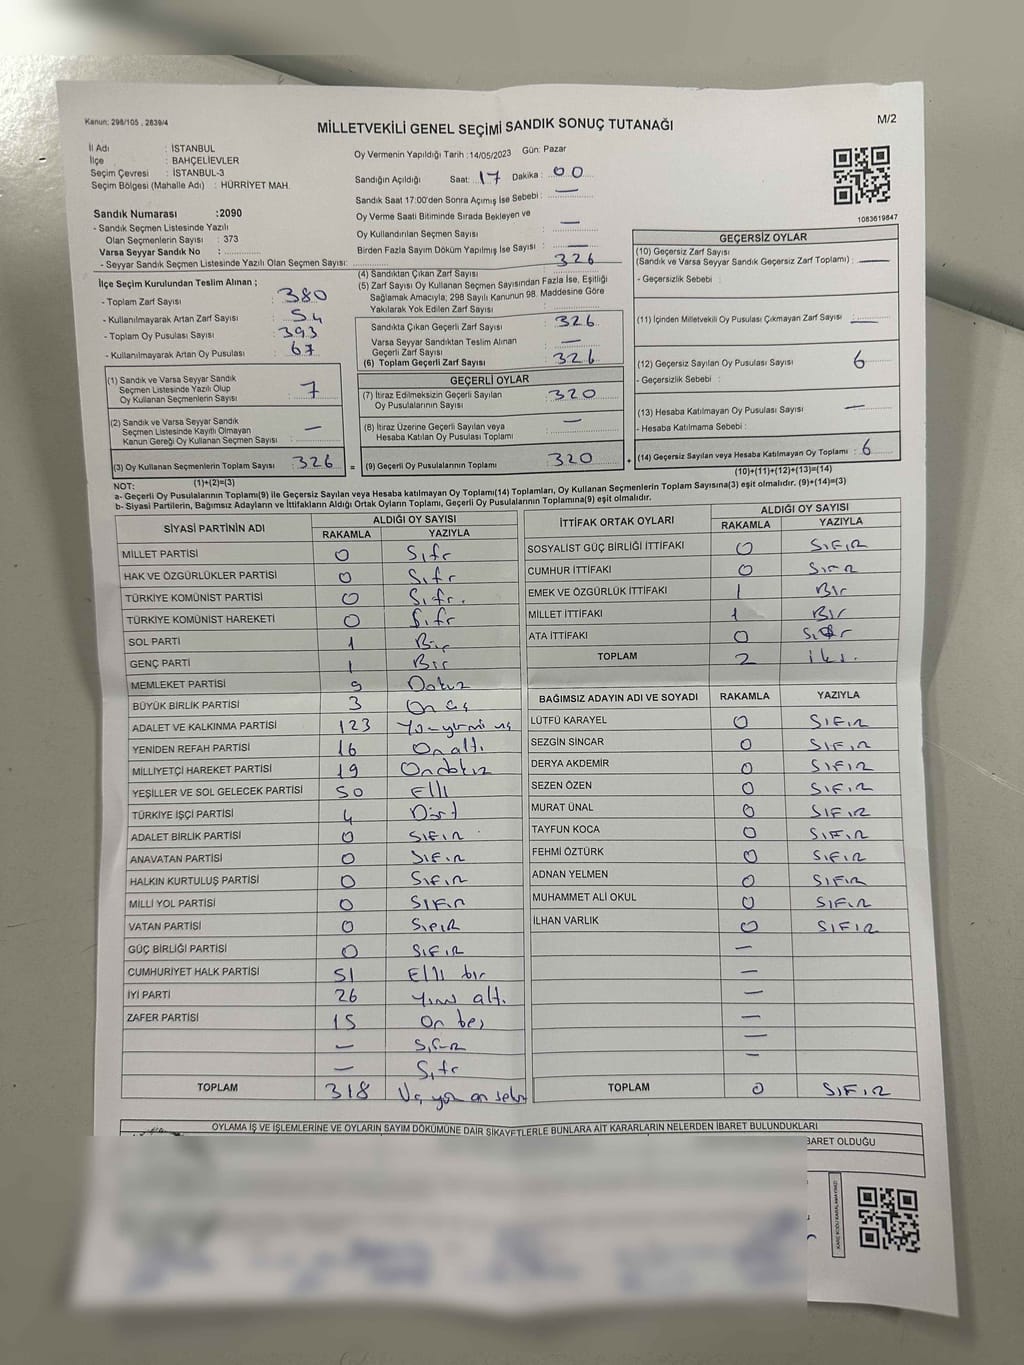 Kanun: 298/105 , 2839/4
MİLLETVEKİLİ GENEL SEÇİMİ SANDIK SONUÇ TUTANAĞI
M/2
İl Adı : İSTANBUL
İlçe : BAHÇELİEVLER
Seçim Çevresi : İSTANBUL-3
Seçim Bölgesi (Mahalle Adı) : HÜRRİYET MAH.
Sandık Numarası :2090
- Sandık Seçmen Listesinde Yazılı
Olan Seçmenlerin Sayısı : 373
Varsa Seyyar Sandık No :
- Seyyar Sandık Seçmen Listesinde Yazılı Olan Seçmen Sayısı:
İlçe Seçim Kurulundan Teslim Alınan ;
- Toplam Zarf Sayısı 380
- Kullanılmayarak Artan Zarf Sayısı 54
- Toplam Oy Pusulası Sayısı 393
- Kullanılmayarak Artan Oy Pusulası 67
(1) Sandık ve Varsa Seyyar Sandık
Seçmen Listesinde Yazılı Olup
Oy Kullanan Seçmenlerin Sayısı 7
(2) Sandık ve Varsa Seyyar Sandık
Seçmen Listesinde Kayıtlı Olmayan
Kanun Gereği Oy Kullanan Seçmen Sayısı —
(3) Oy Kullanan Seçmenlerin Toplam Sayısı 326
(1)+(2)=(3)
Oy Vermenin Yapıldığı Tarih :14/05/2023 Gün: Pazar
Sandığın Açıldığı Saat: 17 Dakika : 00
Sandık Saat 17:00'den Sonra Açımış İse Sebebi : —
Oy Verme Saati Bitiminde Sırada Bekleyen ve
Oy Kullandırılan Seçmen Sayısı —
Birden Fazla Sayım Döküm Yapılmış İse Sayısı : —
(4) Sandıktan Çıkan Zarf Sayısı 326
(5) Zarf Sayısı Oy Kullanan Seçmen Sayısından Fazla İse, Eşitliği
Sağlamak Amacıyla; 298 Sayılı Kanunun 98. Maddesine Göre
Yakılarak Yok Edilen Zarf Sayısı
Sandıkta Çıkan Geçerli Zarf Sayısı 326
Varsa Seyyar Sandıktan Teslim Alınan
Geçerli Zarf Sayısı —
(6) Toplam Geçerli Zarf Sayısı 326
GEÇERLİ OYLAR
(7) İtiraz Edilmeksizin Geçerli Sayılan
Oy Pusulalarının Sayısı 320
(8) İtiraz Üzerine Geçerli Sayılan veya
Hesaba Katılan Oy Pusulası Toplamı —
= (9) Geçerli Oy Pusulalarının Toplamı 320 +
1083619847
GEÇERSİZ OYLAR
(10) Geçersiz Zarf Sayısı
(Sandık ve Varsa Seyyar Sandık Geçersiz Zarf Toplamı) : —
- Geçersizlik Sebebi :
(11) İçinden Milletvekili Oy Pusulası Çıkmayan Zarf Sayısı —
(12) Geçersiz Sayılan Oy Pusulası Sayısı 6
- Geçersizlik Sebebi :
(13) Hesaba Katılmayan Oy Pusulası Sayısı —
- Hesaba Katılmama Sebebi :
(14) Geçersiz Sayılan veya Hesaba Katılmayan Oy Toplamı : 6
(10)+(11)+(12)+(13)=(14)
NOT:
a- Geçerli Oy Pusulalarının Toplamı(9) ile Geçersiz Sayılan veya Hesaba katılmayan Oy Toplamı(14) Toplamları, Oy Kullanan Seçmenlerin Toplam Sayısına(3) eşit olmalıdır. (9)+(14)=(3)
b- Siyasi Partilerin, Bağımsız Adayların ve İttifakların Aldığı Ortak Oyların Toplamı, Geçerli Oy Pusulalarının Toplamına(9) eşit olmalıdır.
SİYASİ PARTİNİN ADI ALDIĞI OY SAYISI
RAKAMLA YAZIYLA
MİLLET PARTİSİ 0 Sıfır
HAK VE ÖZGÜRLÜKLER PARTİSİ 0 Sıfır
TÜRKİYE KOMÜNİST PARTİSİ 0 Sıfır.
TÜRKİYE KOMÜNİST HAREKETİ 0 Sıfır
SOL PARTİ 1 Bir
GENÇ PARTİ 1 Bir
MEMLEKET PARTİSİ 9 Dokuz
BÜYÜK BİRLİK PARTİSİ 3
ADALET VE KALKINMA PARTİSİ 123 Yüz yirmi üç
YENİDEN REFAH PARTİSİ 16 On altı
MİLLİYETÇİ HAREKET PARTİSİ 19 On dokuz
YEŞİLLER VE SOL GELECEK PARTİSİ 50 Elli
TÜRKİYE İŞÇİ PARTİSİ 4 Dört
ADALET BİRLİK PARTİSİ 0 SIFIR
ANAVATAN PARTİSİ 0 SIFIR
HALKIN KURTULUŞ PARTİSİ 0 SIFIR
MİLLİ YOL PARTİSİ 0 SIFIR
VATAN PARTİSİ 0 SIFIR
GÜÇ BİRLİĞİ PARTİSİ 0 SIFIR
CUMHURİYET HALK PARTİSİ 51 Elli bir
İYİ PARTİ 26 Yirmi altı
ZAFER PARTİSİ 15 On beş
— SIFIR
— Sıfır
TOPLAM 318 Üç yüz on sekiz
İTTİFAK ORTAK OYLARI ALDIĞI OY SAYISI
RAKAMLA YAZIYLA
SOSYALİST GÜÇ BİRLİĞİ İTTİFAKI 0 SIFIR
CUMHUR İTTİFAKI 0 SIFIR
EMEK VE ÖZGÜRLÜK İTTİFAKI 1 BIR
MİLLET İTTİFAKI 1 BIR
ATA İTTİFAKI 0 Sıfır
TOPLAM 2 iki.
BAĞIMSIZ ADAYIN ADI VE SOYADI RAKAMLA YAZIYLA
LÜTFÜ KARAYEL 0 SIFIR
SEZGİN SİNCAR 0 SIFIR
DERYA AKDEMİR 0 SIFIR
SEZEN ÖZEN 0 SIFIR
MURAT ÜNAL 0 SIFIR
TAYFUN KOCA 0 SIFIR
FEHMİ ÖZTÜRK 0 SIFIR
ADNAN YELMEN 0 SIFIR
MUHAMMET ALİ OKUL 0 SIFIR
İLHAN VARLIK 0 SIFIR
—
—
—
—
—
—
TOPLAM 0 SIFIR
OYLAMA İŞ VE İŞLEMLERİNE VE OYLARIN SAYIM DÖKÜMÜNE DAİR ŞİKAYETLERLE BUNLARA AİT KARARLARIN NELERDEN İBARET BULUNDUKLARI
İBARET OLDUĞU